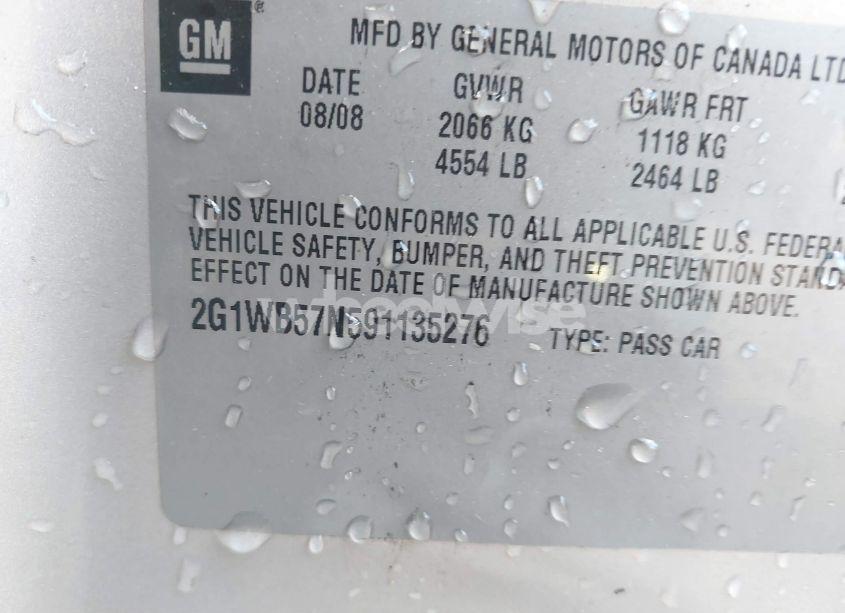 GM ®
MFD BY GENERAL MOTORS OF CANADA LTD
DATE GVWR GAWR FRT
08/08 2066 KG 1118 KG
4554 LB 2464 LB
THIS VEHICLE CONFORMS TO ALL APPLICABLE U.S. FEDERA
VEHICLE SAFETY, BUMPER, AND THEFT PREVENTION STANDA
EFFECT ON THE DATE OF MANUFACTURE SHOWN ABOVE.
2G1WB57N591135276 TYPE: PASS CAR